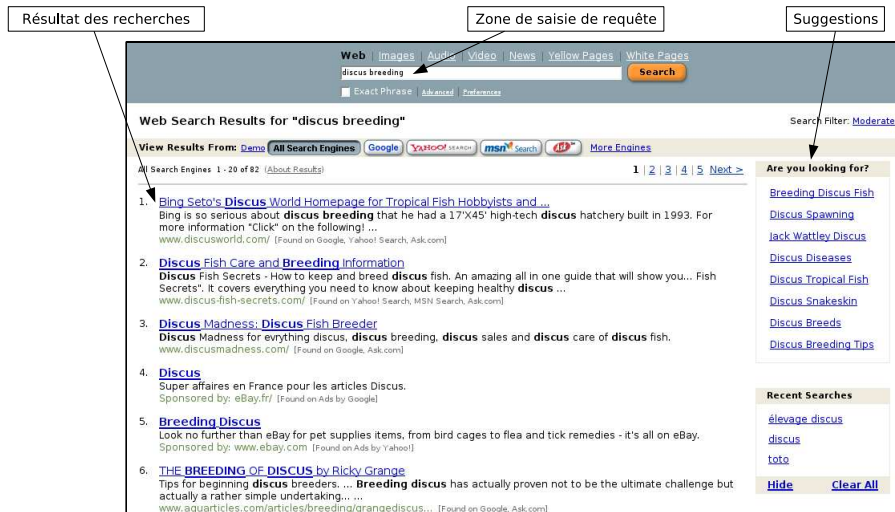 Résultat des recherches
Zone de saisie de requête
Suggestions
Web | Images | Audio | Video | News | Yellow Pages | White Pages
discus breeding
Search
Exact Phrase | Advanced | Preferences
Web Search Results for "discus breeding"
Search Filter: Moderate
View Results From: Demo All Search Engines Google YAHOO! SEARCH msn Search Ask More Engines
All Search Engines 1 - 20 of 82 (About Results)
1 | 2 | 3 | 4 | 5 Next >
1. Bing Seto's Discus World Homepage for Tropical Fish Hobbyists and ...
Bing is so serious about discus breeding that he had a 17'X45' high-tech discus hatchery built in 1993. For
more information "Click" on the following! ...
www.discusworld.com/ [Found on Google, Yahoo! Search, Ask.com]
2. Discus Fish Care and Breeding Information
Discus Fish Secrets - How to keep and breed discus fish. An amazing all in one guide that will show you... Fish
Secrets". It covers everything you need to know about keeping healthy discus ...
www.discus-fish-secrets.com/ [Found on Yahoo! Search, MSN Search, Ask.com]
3. Discus Madness: Discus Fish Breeder
Discus Madness for evrything discus, discus breeding, discus sales and discus care of discus fish.
www.discusmadness.com/ [Found on Google, Ask.com]
4. Discus
Super affaires en France pour les articles Discus.
Sponsored by: eBay.fr/ [Found on Ads by Google]
5. Breeding Discus
Look no further than eBay for pet supplies items, from bird cages to flea and tick remedies - it's all on eBay.
Sponsored by: www.ebay.com [Found on Ads by Yahoo!]
6. THE BREEDING OF DISCUS by Ricky Grange
Tips for beginning discus breeders. ... Breeding discus has actually proven not to be the ultimate challenge but
actually a rather simple undertaking... ...
www.aquarticles.com/articles/breeding/grangediscus... [Found on Google, Ask.com]
Are you looking for?
Breeding Discus Fish
Discus Spawning
Jack Wattley Discus
Discus Diseases
Discus Tropical Fish
Discus Snakeskin
Discus Breeds
Discus Breeding Tips
Recent Searches
élevage discus
discus
toto
Hide Clear All